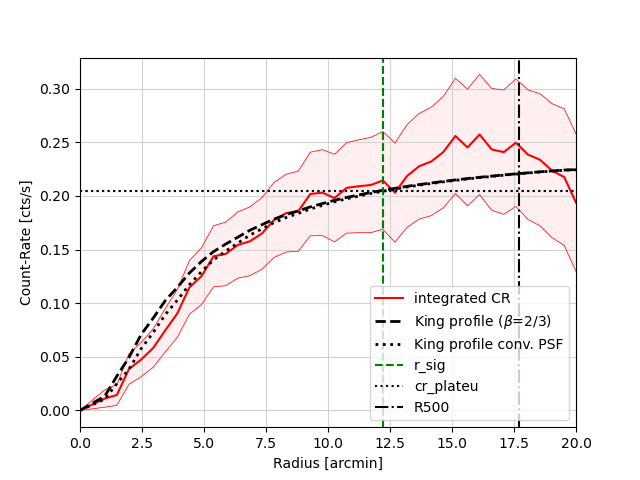 0.30
0.25
0.20
0.15
0.10
0.05
0.00
Count-Rate [cts/s]
integrated CR
King profile (β=2/3)
King profile conv. PSF
r_sig
cr_plateu
R500
0.0 2.5 5.0 7.5 10.0 12.5 15.0 17.5 20.0
Radius [arcmin]